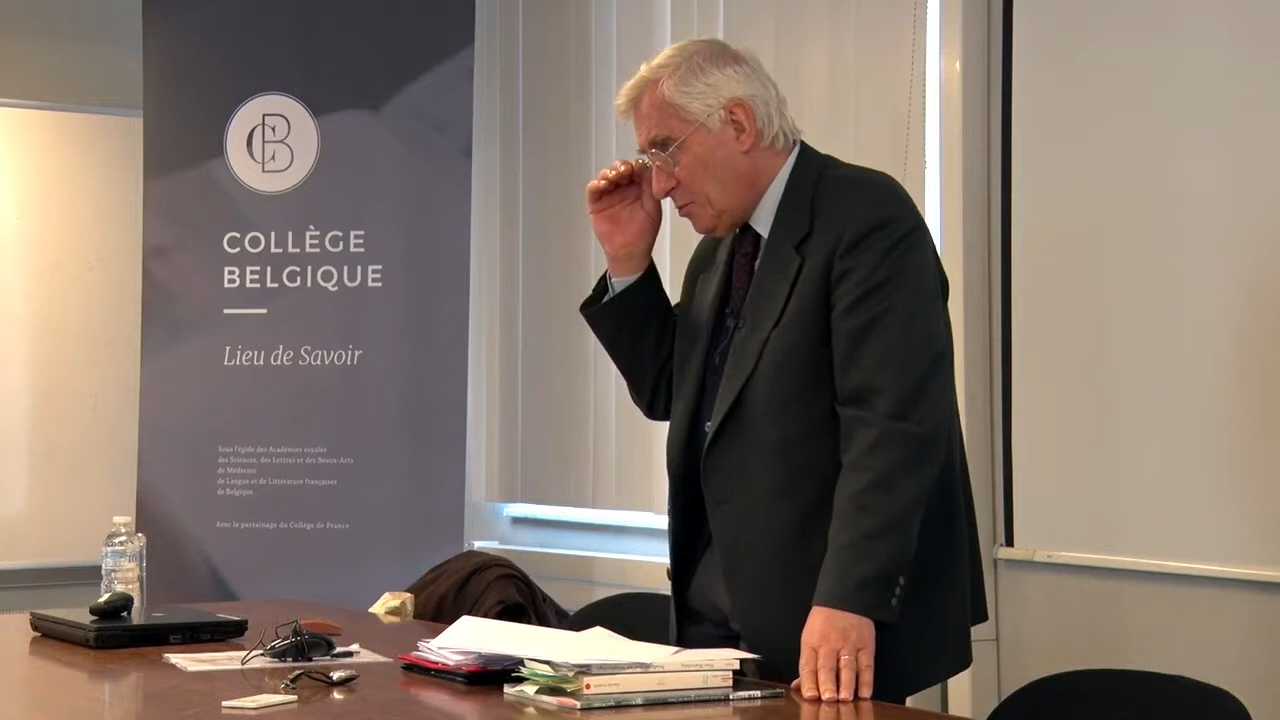 CB
COLLÈGE
BELGIQUE
Lieu de Savoir
Sous l'égide des Académies royales
des Sciences, des Lettres et des Beaux-Arts
de Médecine
de Langue et de Littérature françaises
de Belgique
Avec le partenariat du Collège de France